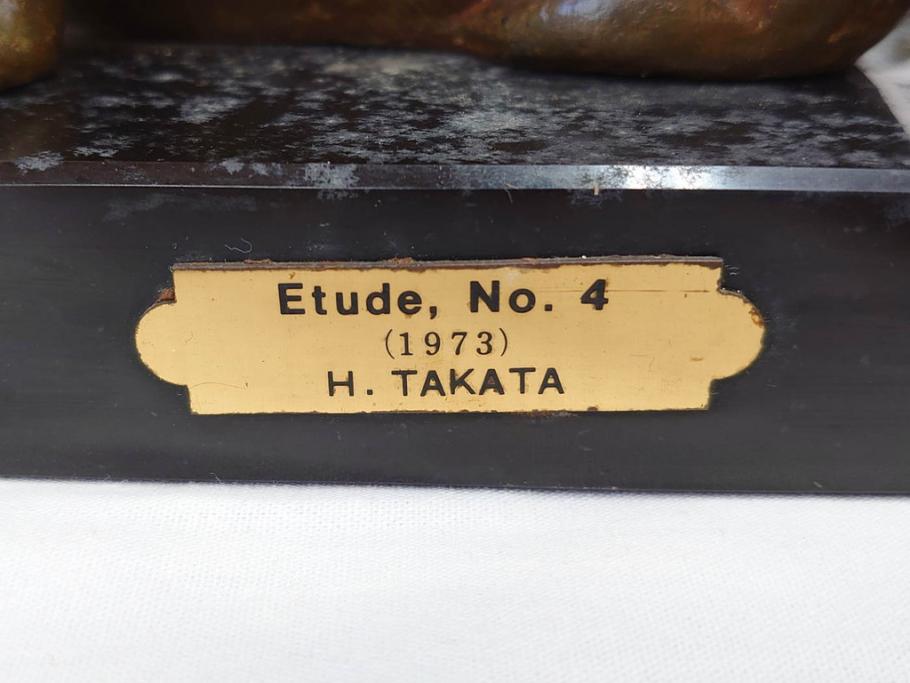 Etude, No. 4
(1973)
H. TAKATA